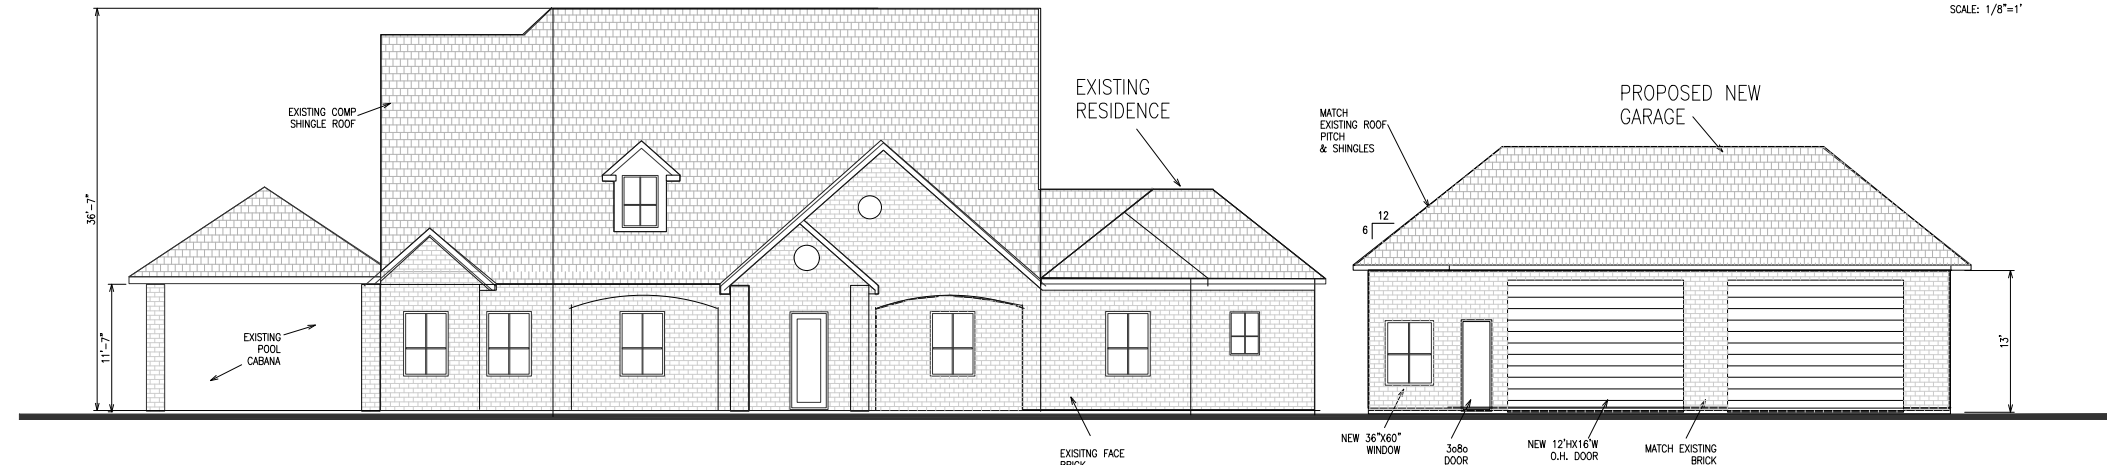 SCALE: 1/8"=1'
EXISTING
RESIDENCE
PROPOSED NEW
GARAGE
EXISTING COMP
SHINGLE ROOF
MATCH
EXISTING ROOF
PITCH
& SHINGLES
36'-7"
12
6
EXISTING
POOL
CABANA
11'-7"
13'
NEW 36"X60"
WINDOW
3o8o
DOOR
NEW 12'HX16'W
O.H. DOOR
MATCH EXISTING
BRICK
EXISITNG FACE
BRICK